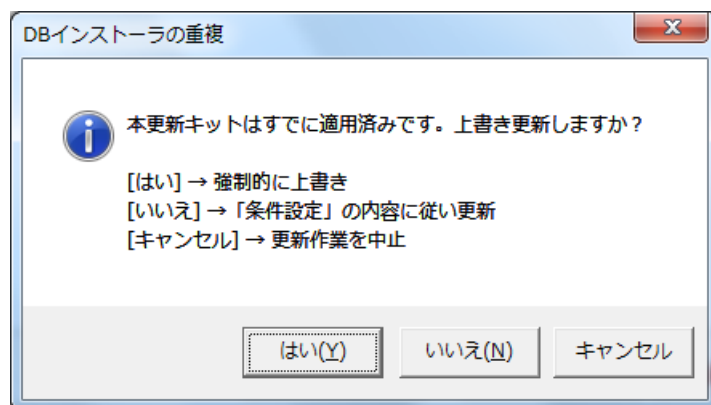 DBインストーラの重複
本更新キットはすでに適用済みです。上書き更新しますか？
[はい] → 強制的に上書き
[いいえ] →「条件設定」の内容に従い更新
[キャンセル] → 更新作業を中止
はい(Y)
いいえ(N)
キャンセル